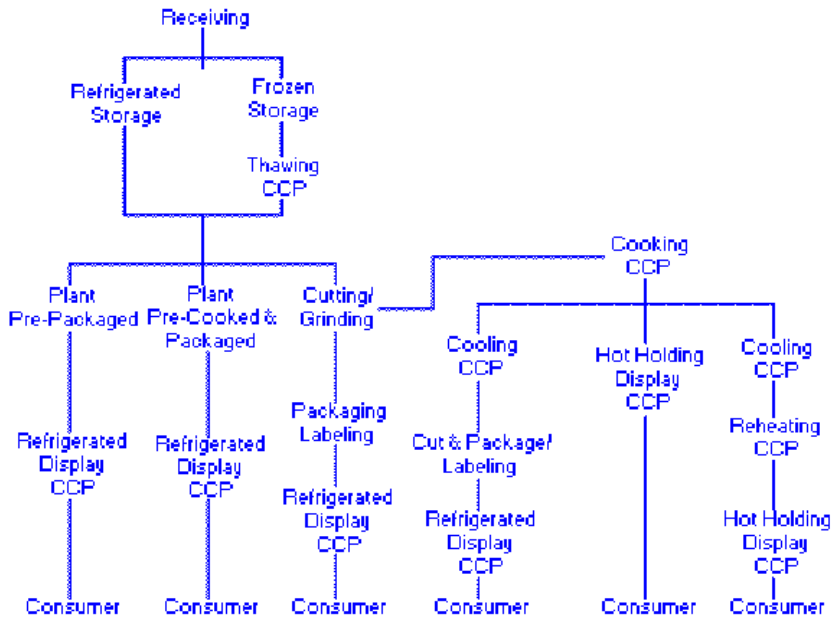 Receiving
Refrigerated
Storage
Frozen
Storage
Thawing
CCP
Cooking
CCP
Plant
Pre-Packaged
Plant
Pre-Cooked &
Packaged
Cutting/
Grinding
Cooling
CCP
Hot Holding
Display
CCP
Cooling
CCP
Packaging
Labeling
Reheating
CCP
Refrigerated
Display
CCP
Refrigerated
Display
CCP
Cut & Package/
Labeling
Refrigerated
Display
CCP
Refrigerated
Display
CCP
Hot Holding
Display
CCP
Consumer
Consumer
Consumer
Consumer
Consumer
Consumer